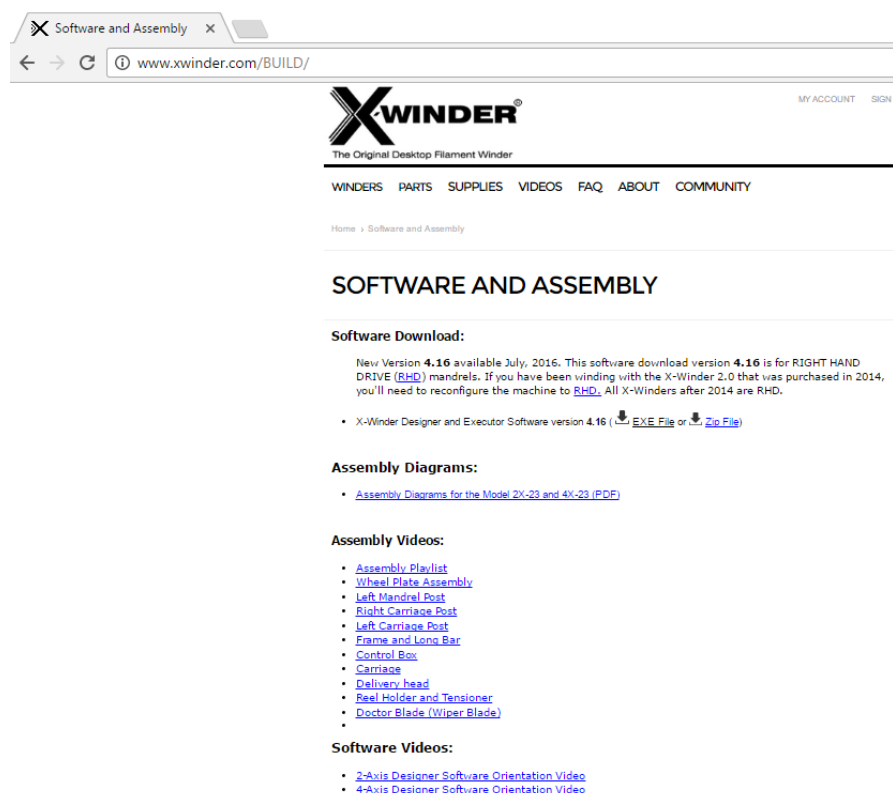 Software and Assembly
www.xwinder.com/BUILD/
X-WINDER®
The Original Desktop Filament Winder
MY ACCOUNT SIGN
WINDERS PARTS SUPPLIES VIDEOS FAQ ABOUT COMMUNITY
Home › Software and Assembly
SOFTWARE AND ASSEMBLY
Software Download:
New Version 4.16 available July, 2016. This software download version 4.16 is for RIGHT HAND
DRIVE (RHD) mandrels. If you have been winding with the X-Winder 2.0 that was purchased in 2014,
you'll need to reconfigure the machine to RHD. All X-Winders after 2014 are RHD.
• X-Winder Designer and Executor Software version 4.16 ( EXE File or Zip File)
Assembly Diagrams:
• Assembly Diagrams for the Model 2X-23 and 4X-23 (PDF)
Assembly Videos:
• Assembly Playlist
• Wheel Plate Assembly
• Left Mandrel Post
• Right Carriage Post
• Left Carriage Post
• Frame and Long Bar
• Control Box
• Carriage
• Delivery head
• Reel Holder and Tensioner
• Doctor Blade (Wiper Blade)
•
Software Videos:
• 2-Axis Designer Software Orientation Video
• 4-Axis Designer Software Orientation Video